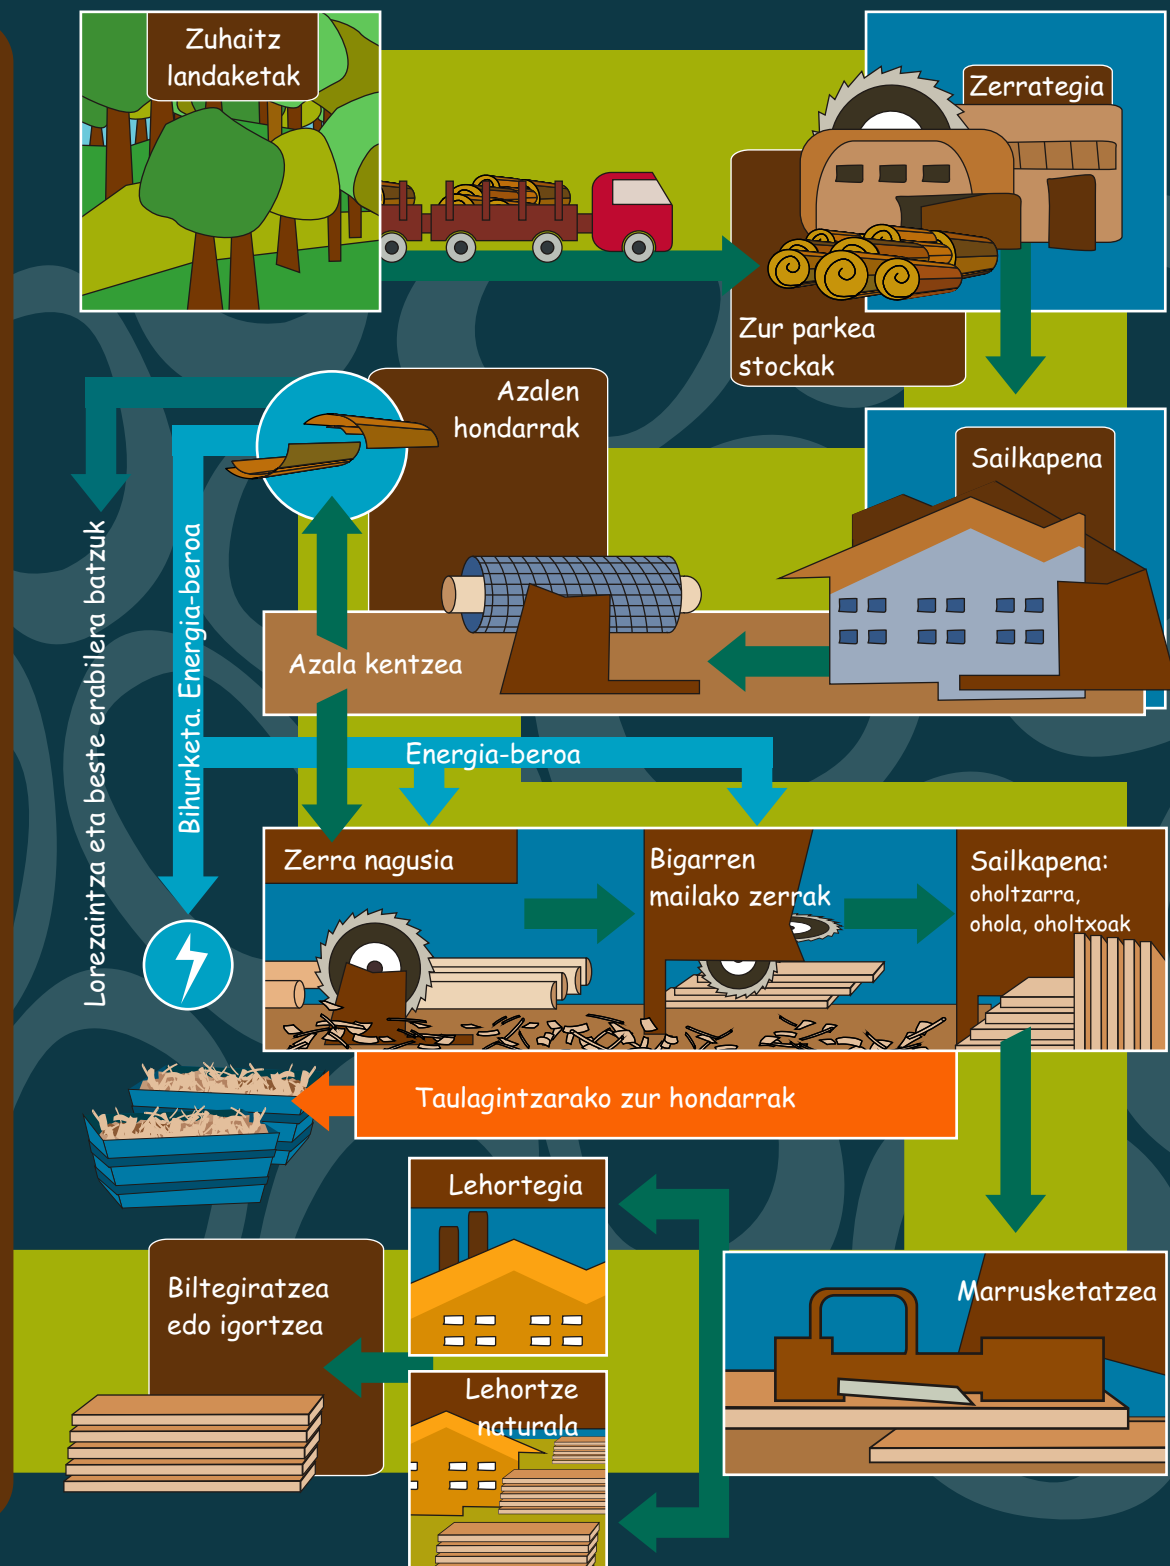 Zuhaitz
landaketak
Zerrategia
Zur parkea
stockak
Azalen
hondarrak
Sailkapena
Azala kentzea
Lorezaintza eta beste erabilera batzuk
Bihurketa. Energia-beroa
Energia-beroa
Zerra nagusia
Bigarren
mailako zerrak
Sailkapena:
oholtzarra,
ohola, oholtxoak
Taulagintzarako zur hondarrak
Lehortegia
Marrusketatzea
Biltegiratzea
edo igortzea
Lehortze
naturala